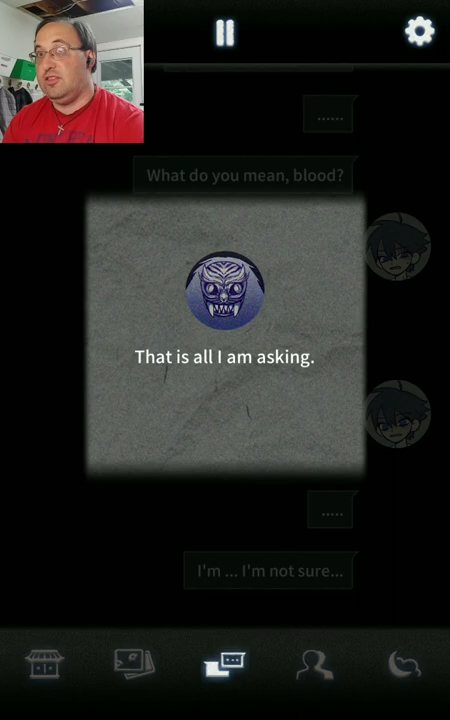 ......
What do you mean, blood?
That is all I am asking.
.....
I'm ... I'm not sure...